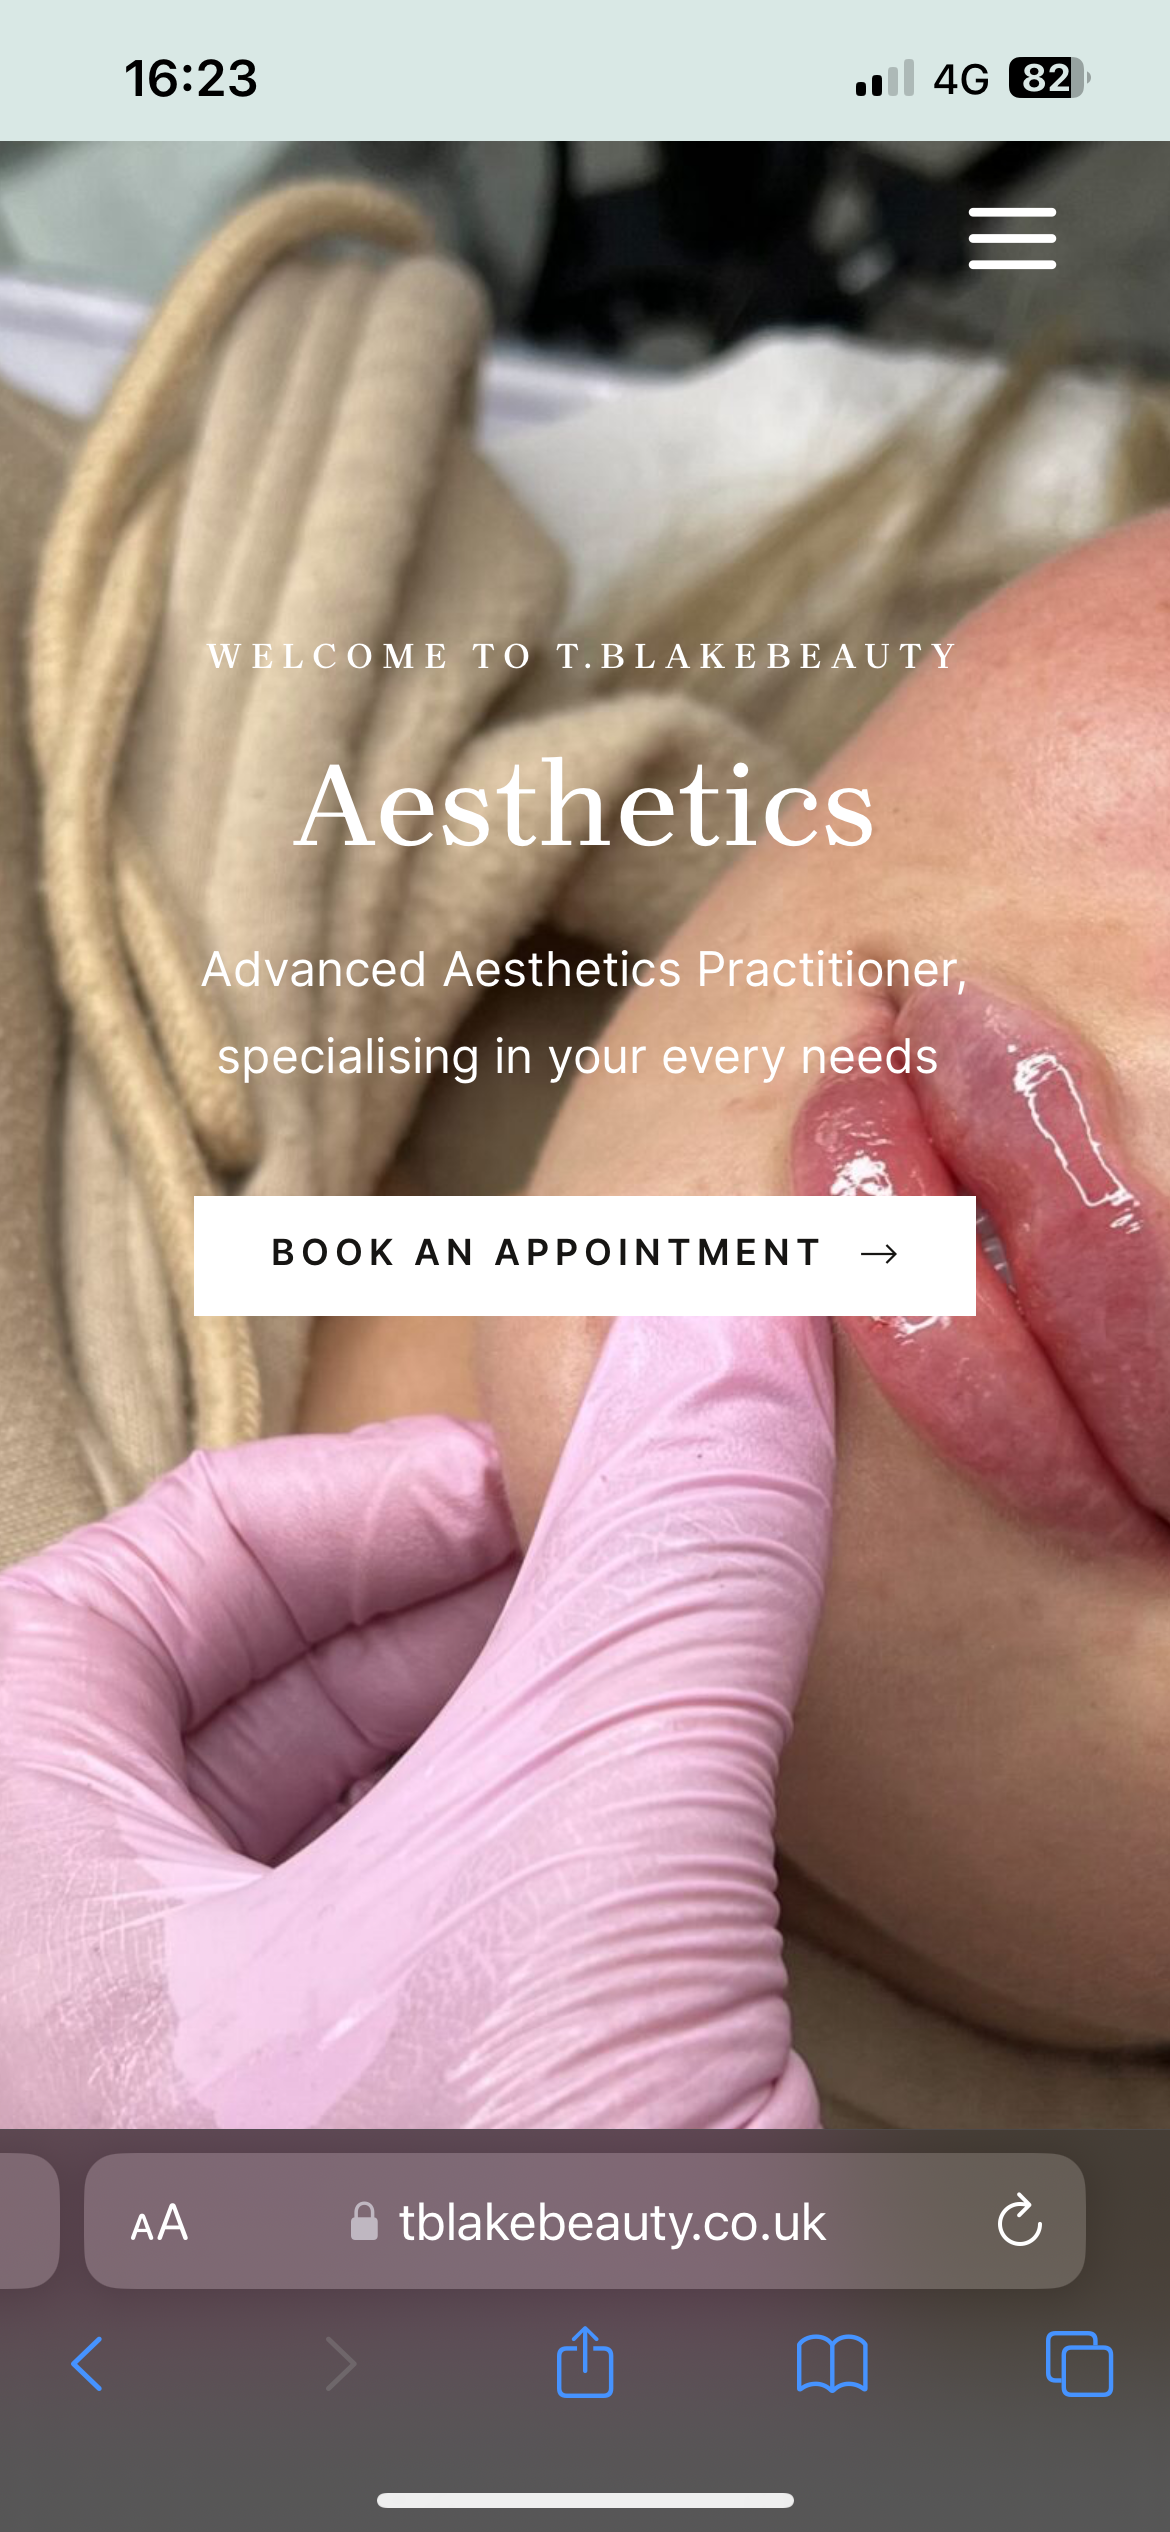 16:23
4G 82
WELCOME TO T.BLAKEBEAUTY
Aesthetics
Advanced Aesthetics Practitioner,
specialising in your every needs
BOOK AN APPOINTMENT →
AA tblakebeauty.co.uk